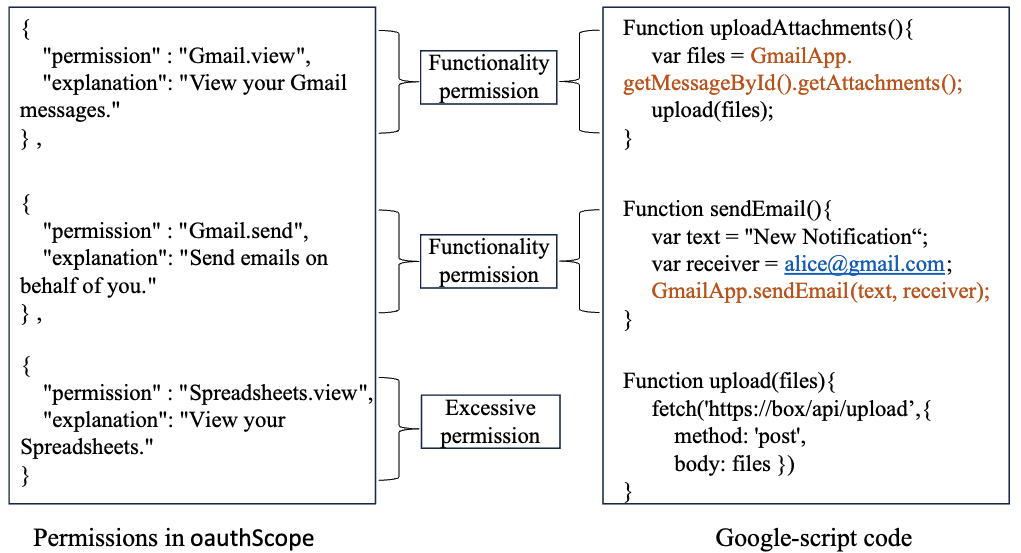 {
"permission" : "Gmail.view",
"explanation": "View your Gmail
messages."
} ,
{
"permission" : "Gmail.send",
"explanation": "Send emails on
behalf of you."
} ,
{
"permission" : "Spreadsheets.view",
"explanation": "View your
Spreadsheets."
}
Permissions in oauthScope
Functionality
permission
Functionality
permission
Excessive
permission
Function uploadAttachments(){
var files = GmailApp.
getMessageById().getAttachments();
upload(files);
}
Function sendEmail(){
var text = "New Notification“;
var receiver = alice@gmail.com;
GmailApp.sendEmail(text, receiver);
}
Function upload(files){
fetch('https://box/api/upload’,{
method: 'post',
body: files })
}
Google-script code